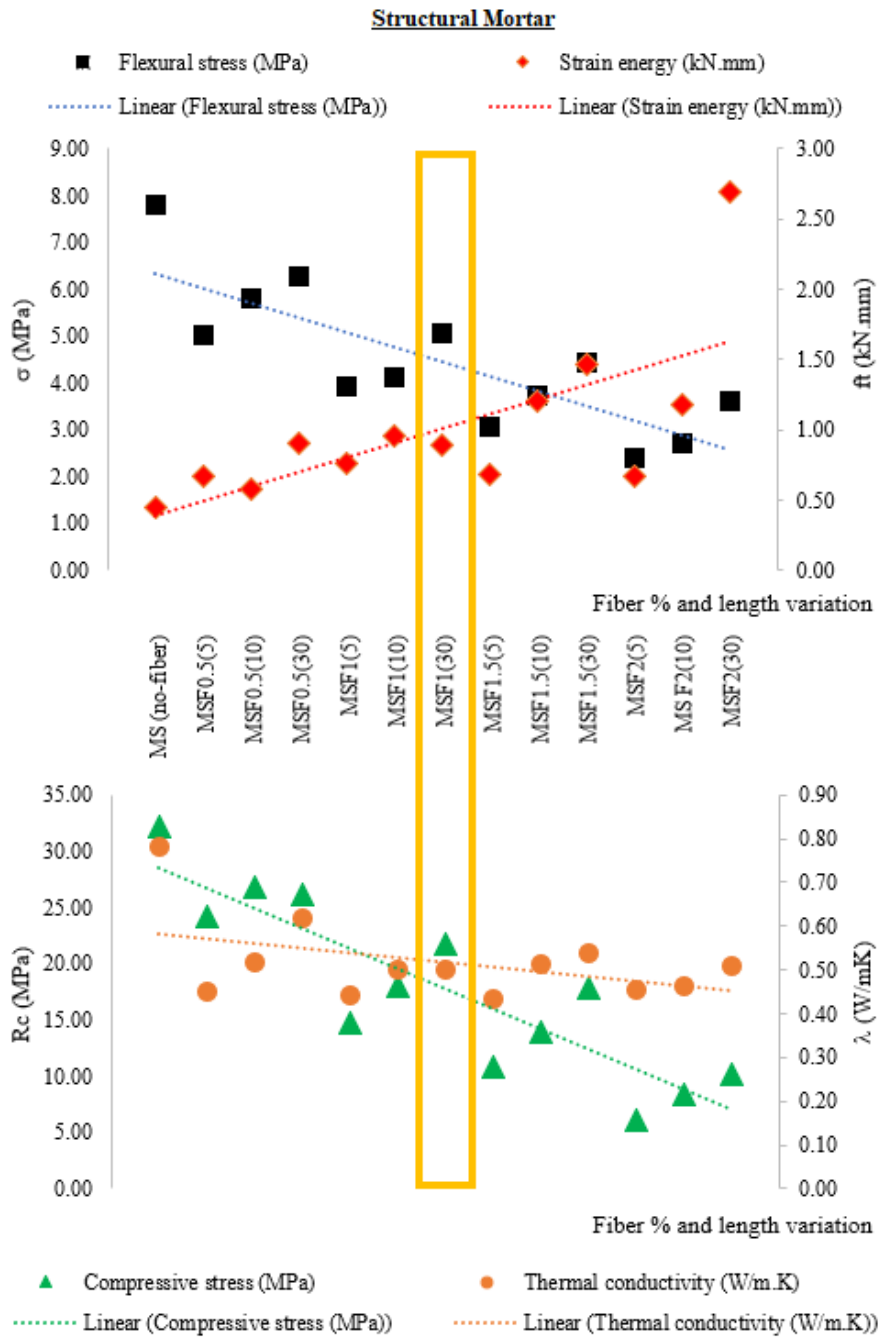 Structural Mortar
Flexural stress (MPa)
Strain energy (kN.mm)
Linear (Flexural stress (MPa))
Linear (Strain energy (kN.mm))
9.00
8.00
7.00
6.00
5.00
4.00
3.00
2.00
1.00
0.00
σ (MPa)
3.00
2.50
2.00
1.50
1.00
0.50
0.00
ft (kN.mm)
Fiber % and length variation
MS (no-fiber)
MSF0.5(5)
MSF0.5(10)
MSF0.5(30)
MSF1(5)
MSF1(10)
MSF1(30)
MSF1.5(5)
MSF1.5(10)
MSF1.5(30)
MSF2(5)
MS F2(10)
MSF2(30)
35.00
30.00
25.00
20.00
15.00
10.00
5.00
0.00
Rc (MPa)
0.90
0.80
0.70
0.60
0.50
0.40
0.30
0.20
0.10
0.00
λ (W/mK)
Fiber % and length variation
Compressive stress (MPa)
Thermal conductivity (W/m.K)
Linear (Compressive stress (MPa))
Linear (Thermal conductivity (W/m.K))